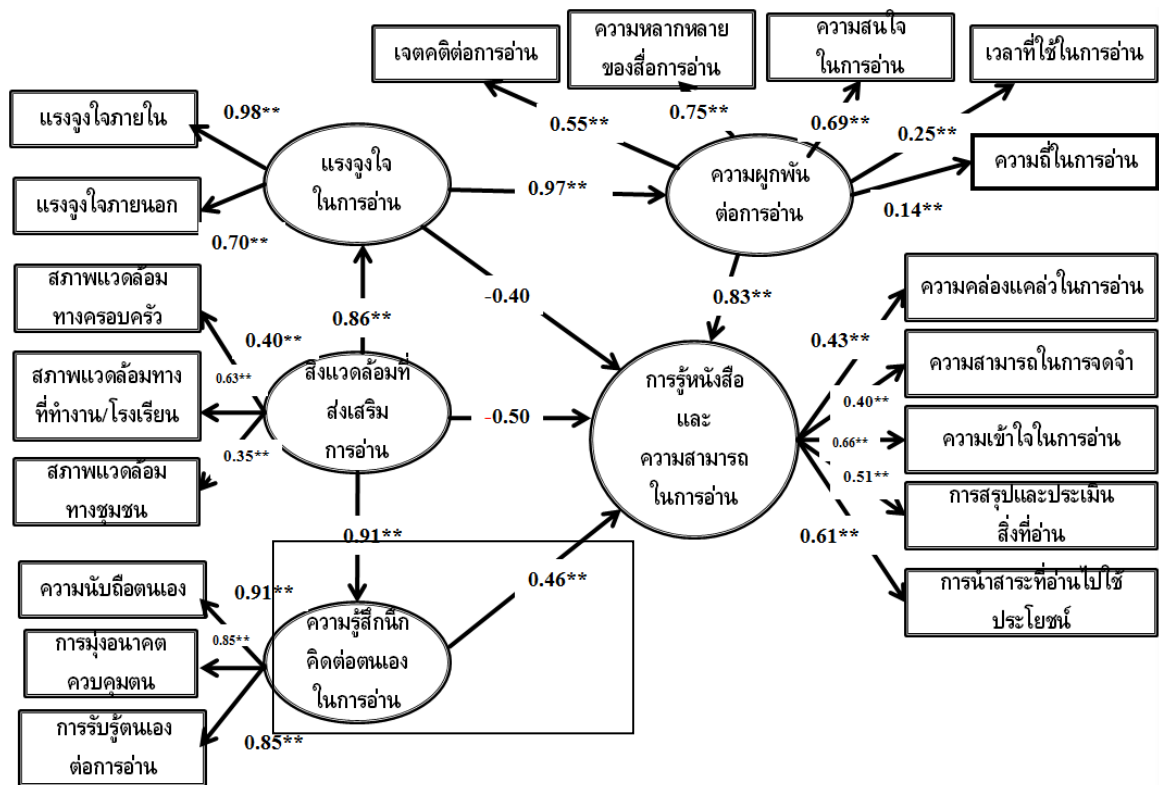 เจตคติต่อการอ่าน
ความหลากหลาย
ของสื่อการอ่าน
ความสนใจ
ในการอ่าน
เวลาที่ใช้ในการอ่าน
0.55**
0.75**
0.69**
0.25**
ความถี่ในการอ่าน
0.14**
แรงจูงใจภายใน
0.98**
แรงจูงใจภายนอก
0.70**
แรงจูงใจ
ในการอ่าน
0.97**
ความผูกพัน
ต่อการอ่าน
สภาพแวดล้อม
ทางครอบครัว
0.40**
สภาพแวดล้อมทาง
ที่ทำงาน/โรงเรียน
0.63**
สภาพแวดล้อม
ทางชุมชน
0.35**
0.86**
สิ่งแวดล้อมที่
ส่งเสริม
การอ่าน
-0.40
-0.50
0.83**
การรู้หนังสือ
และ
ความสามารถ
ในการอ่าน
0.43**
ความคล่องแคล่วในการอ่าน
0.40**
ความสามารถในการจดจำ
0.66**
ความเข้าใจในการอ่าน
0.51**
การสรุปและประเมิน
สิ่งที่อ่าน
0.61**
การนำสาระที่อ่านไปใช้
ประโยชน์
0.91**
0.46**
ความนับถือตนเอง
0.91**
การมุ่งอนาคต
ควบคุมตน
0.85**
การรับรู้ตนเอง
ต่อการอ่าน
0.85**
ความรู้สึกนึก
คิดต่อตนเอง
ในการอ่าน